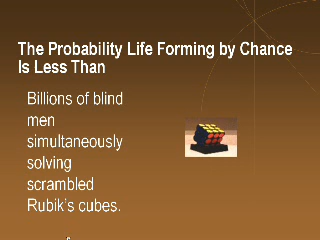 The Probability Life Forming by Chance
Is Less Than
Billions of blind
men
simultaneously
solving
scrambled
Rubik's cubes.